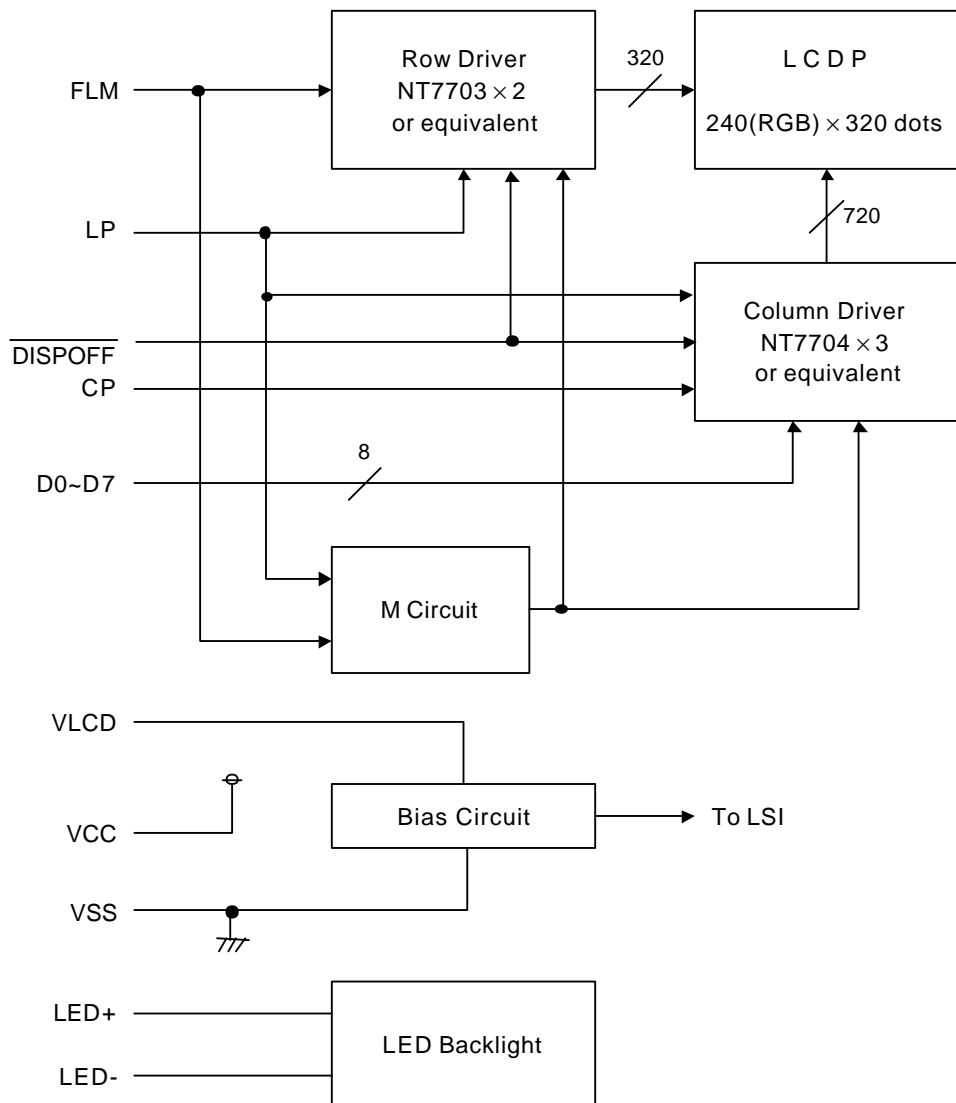 Row Driver
NT7703 × 2
or equivalent
320
L C D P
240(RGB) × 320 dots
FLM
LP
720
DISPOFF
CP
Column Driver
NT7704 × 3
or equivalent
8
D0~D7
M Circuit
VLCD
VCC
Bias Circuit
To LSI
VSS
LED+
LED Backlight
LED-